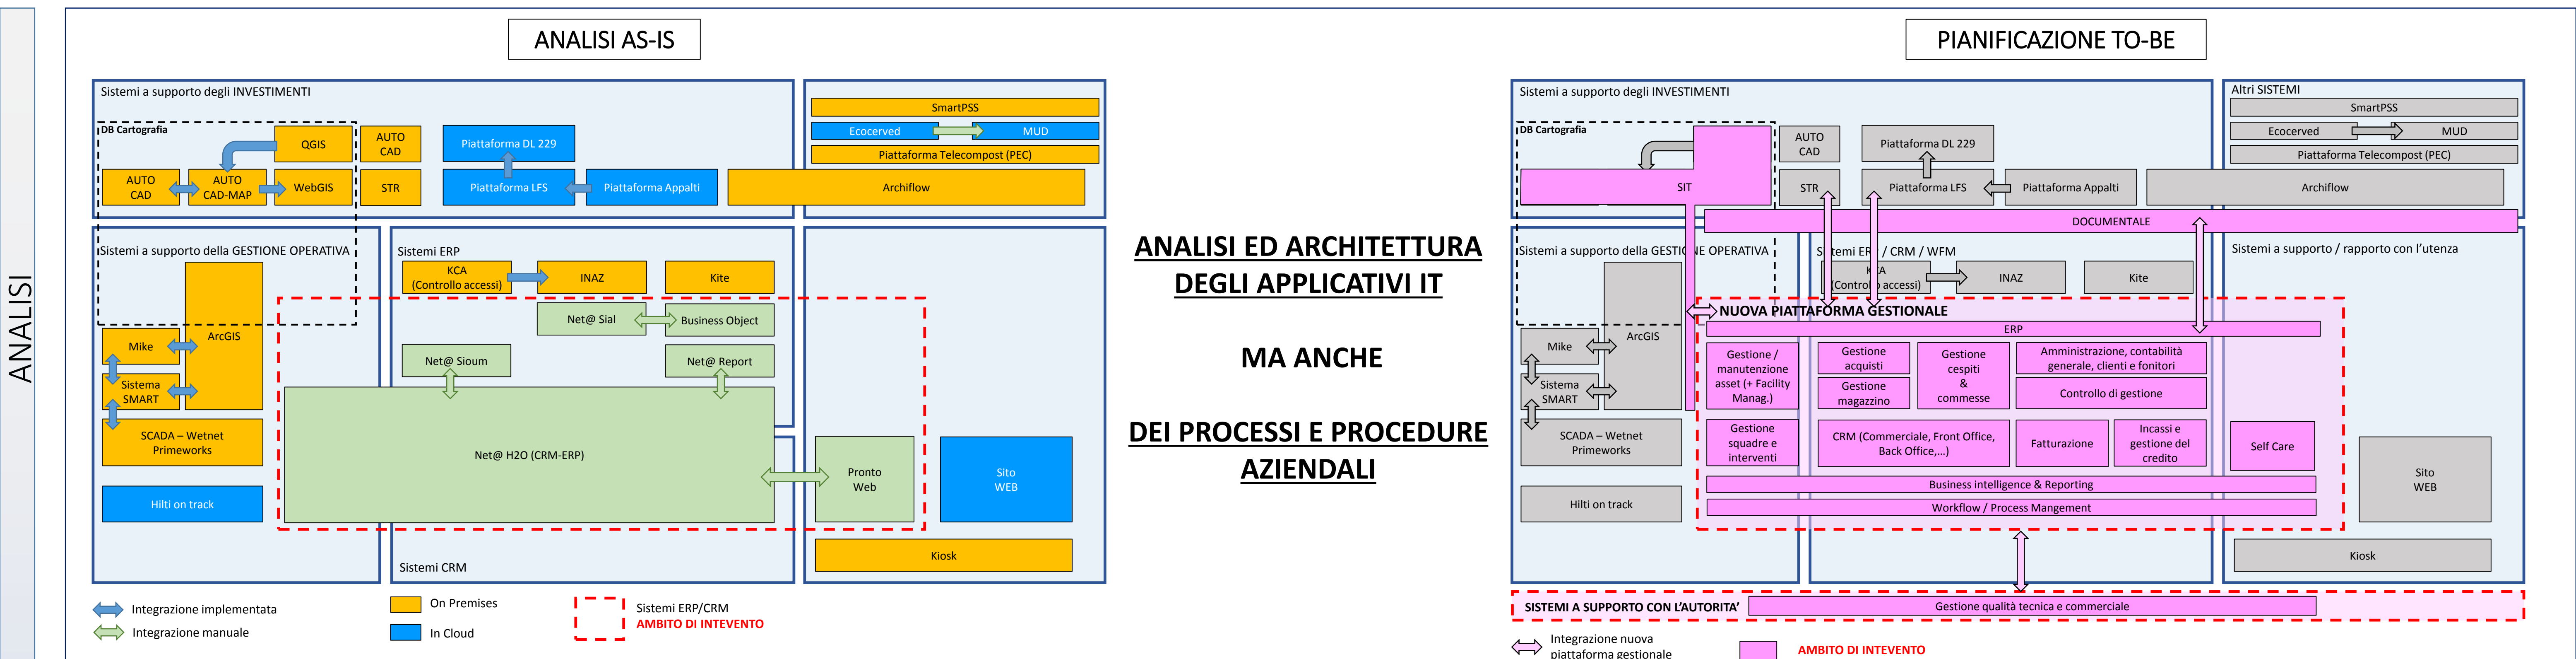 ANALISI
ANALISI AS-IS
Sistemi a supporto degli INVESTIMENTI
DB Cartografia
QGIS
AUTO
CAD
Piattaforma DL 229
AUTO
CAD
AUTO
CAD-MAP
WebGIS
STR
Piattaforma LFS
Piattaforma Appalti
SmartPSS
Ecocerved
MUD
Piattaforma Telecompost (PEC)
Archiflow
Sistemi a supporto della GESTIONE OPERATIVA
ArcGIS
Mike
Sistema
SMART
SCADA – Wetnet
Primeworks
Hilti on track
Sistemi ERP
KCA
(Controllo accessi)
INAZ
Kite
Net@ Sial
Business Object
Net@ Sioum
Net@ Report
Net@ H2O (CRM-ERP)
Sistemi CRM
Pronto
Web
Sito
WEB
Kiosk
Integrazione implementata
Integrazione manuale
On Premises
In Cloud
Sistemi ERP/CRM
AMBITO DI INTEVENTO
ANALISI ED ARCHITETTURA
DEGLI APPLICATIVI IT
MA ANCHE
DEI PROCESSI E PROCEDURE
AZIENDALI
PIANIFICAZIONE TO-BE
Sistemi a supporto degli INVESTIMENTI
DB Cartografia
SIT
AUTO
CAD
STR
Piattaforma DL 229
Piattaforma LFS
Piattaforma Appalti
Altri SISTEMI
SmartPSS
Ecocerved
MUD
Piattaforma Telecompost (PEC)
Archiflow
DOCUMENTALE
Sistemi a supporto della GESTIONE OPERATIVA
ArcGIS
Mike
Sistema
SMART
SCADA – Wetnet
Primeworks
Hilti on track
Sistemi ERP / CRM / WFM
KCA
(Controllo accessi)
INAZ
Kite
Sistemi a supporto / rapporto con l'utenza
NUOVA PIATTAFORMA GESTIONALE
ERP
Gestione /
manutenzione
asset (+ Facility
Manag.)
Gestione
acquisti
Gestione
magazzino
Gestione
cespiti
&
commesse
Amministrazione, contabilità
generale, clienti e fonitori
Controllo di gestione
Gestione
squadre e
interventi
CRM (Commerciale, Front Office,
Back Office,...)
Fatturazione
Incassi e
gestione del
credito
Self Care
Business intelligence & Reporting
Workflow / Process Mangement
Sito
WEB
Kiosk
SISTEMI A SUPPORTO CON L'AUTORITA'
Gestione qualità tecnica e commerciale
Integrazione nuova
piattaforma gestionale
AMBITO DI INTEVENTO